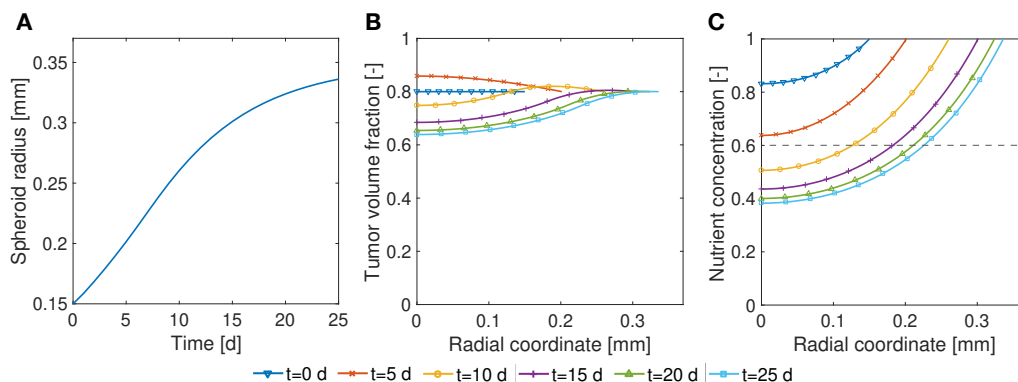 A
B
C
Spheroid radius [mm]
0.35
0.3
0.25
0.2
0.15
0 5 10 15 20 25
Time [d]
Tumor volume fraction [-]
1
0.8
0.6
0.4
0.2
0
0 0.1 0.2 0.3
Radial coordinate [mm]
Nutrient concentration [-]
1
0.8
0.6
0.4
0.2
0
0 0.1 0.2 0.3
Radial coordinate [mm]
t=0 d t=5 d t=10 d t=15 d t=20 d t=25 d